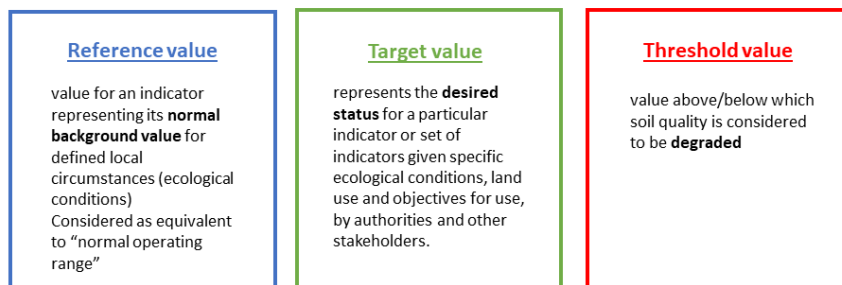 Reference value
value for an indicator
representing its normal
background value for
defined local
circumstances (ecological
conditions)
Considered as equivalent
to “normal operating
range”
Target value
represents the desired
status for a particular
indicator or set of
indicators given specific
ecological conditions, land
use and objectives for use,
by authorities and other
stakeholders.
Threshold value
value above/below which
soil quality is considered
to be degraded